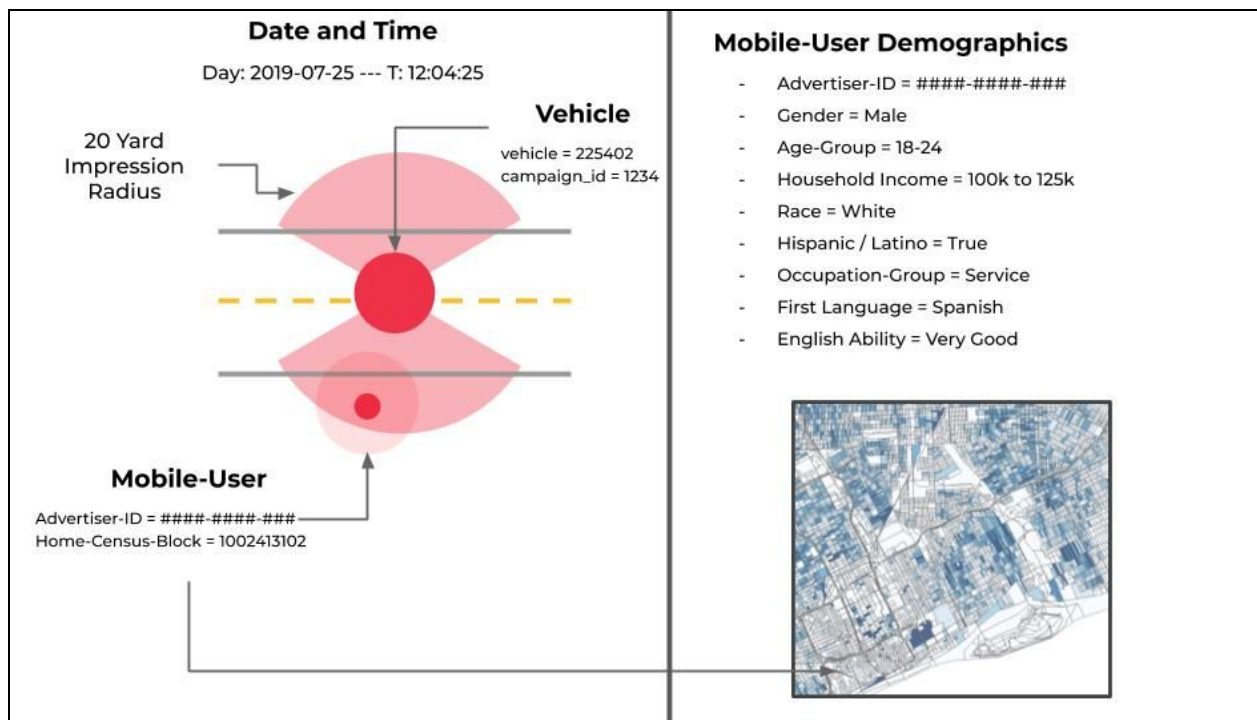 Date and Time
Day: 2019-07-25 --- T: 12:04:25
Vehicle
vehicle = 225402
campaign_id = 1234
20 Yard
Impression
Radius
Mobile-User
Advertiser-ID = ####-####-###
Home-Census-Block = 1002413102
Mobile-User Demographics
- Advertiser-ID = ####-####-###
- Gender = Male
- Age-Group = 18-24
- Household Income = 100k to 125k
- Race = White
- Hispanic / Latino = True
- Occupation-Group = Service
- First Language = Spanish
- English Ability = Very Good